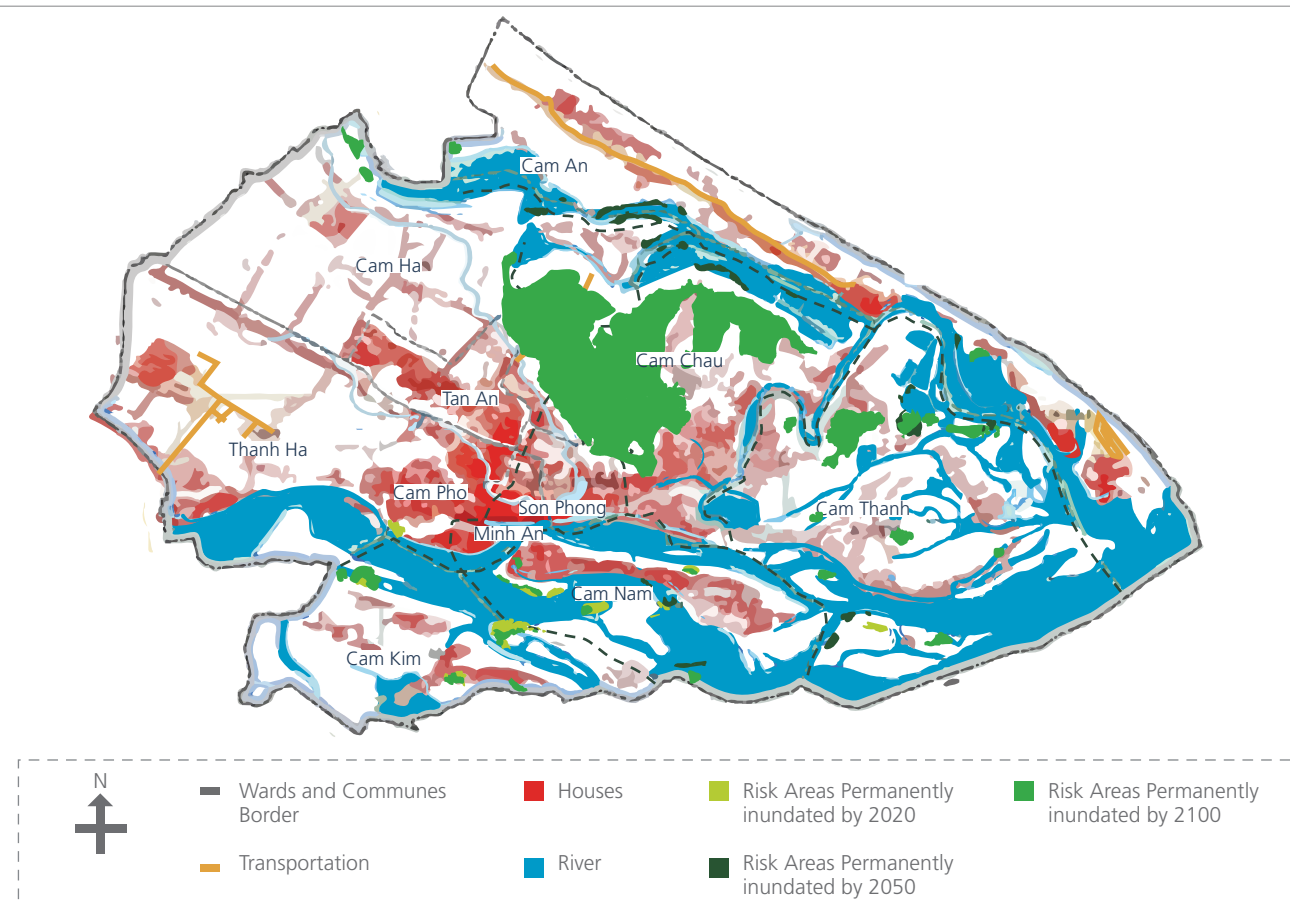 Cam An
Cam Ha
Cam Chau
Tan An
Thanh Ha
Cam Pho
Son Phong
Cam Thanh
Minh An
Cam Nam
Cam Kim
N
Wards and Communes
Border
Transportation
Houses
River
Risk Areas Permanently
inundated by 2020
Risk Areas Permanently
inundated by 2050
Risk Areas Permanently
inundated by 2100